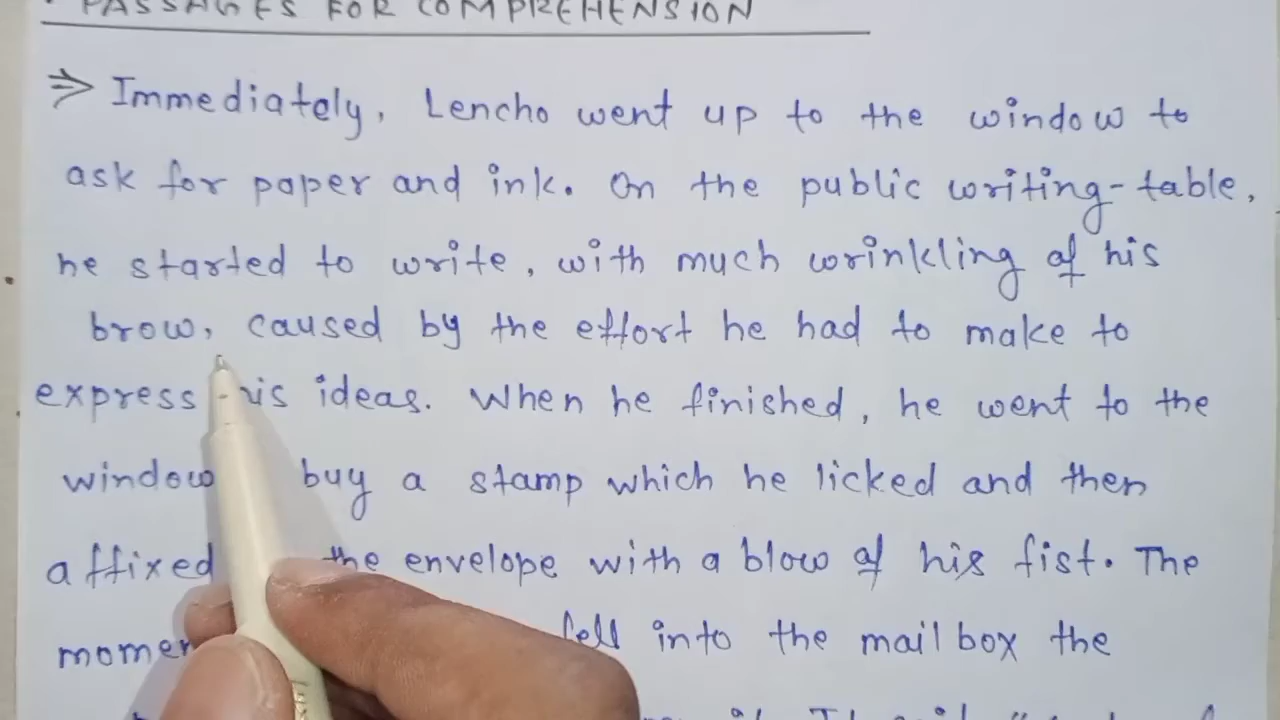 PASSAGES FOR COMPREHENSION
⇒ Immediately, Lencho went up to the window to
ask for paper and ink. On the public writing-table,
he started to write, with much wrinkling of his
brow, caused by the effort he had to make to
express his ideas. When he finished, he went to the
window buy a stamp which he licked and then
affixed the envelope with a blow of his fist. The
fell into the mailbox the